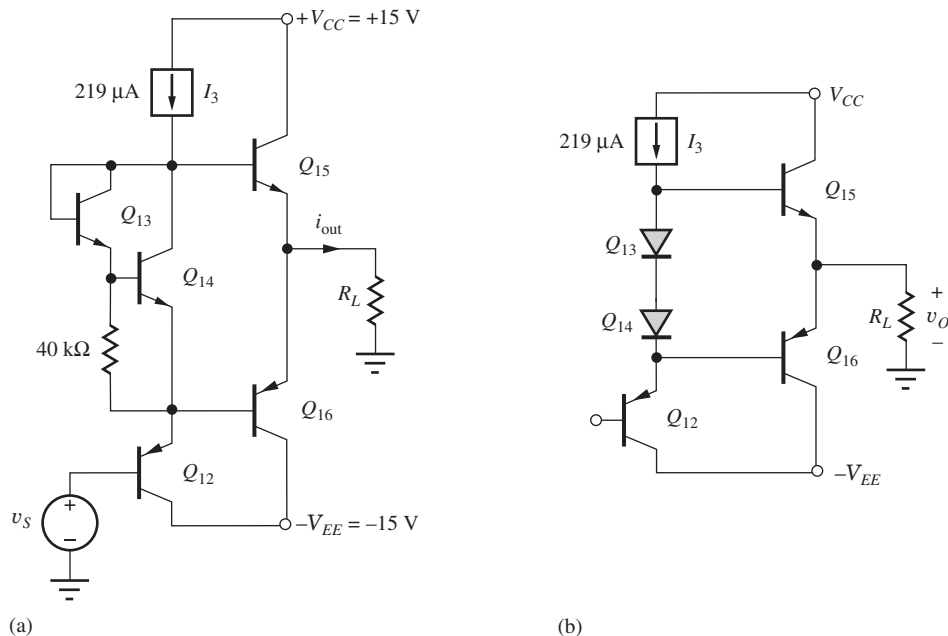 +V_CC = +15 V
219 µA
I_3
Q_15
Q_13
i_out
Q_14
R_L
40 kΩ
Q_16
Q_12
v_S
+
–
–V_EE = –15 V
(a)
V_CC
219 µA
I_3
Q_15
Q_13
Q_14
R_L
+
v_O
–
Q_16
Q_12
–V_EE
(b)